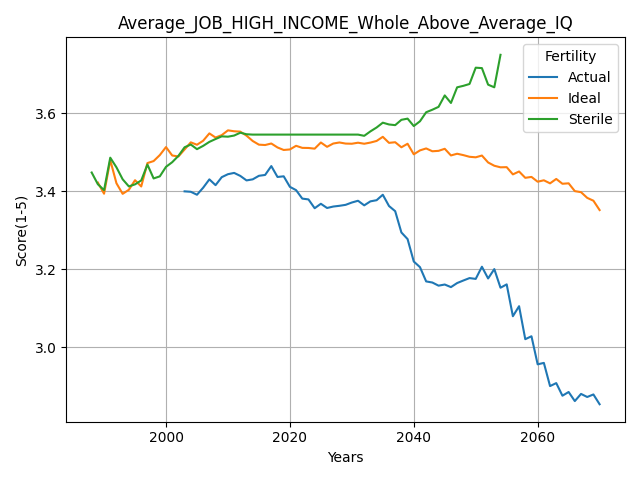 Average_JOB_HIGH_INCOME_Whole_Above_Average_IQ
Fertility
Actual
Ideal
Sterile
Score(1-5)
3.6
3.4
3.2
3.0
2000
2020
2040
2060
Years